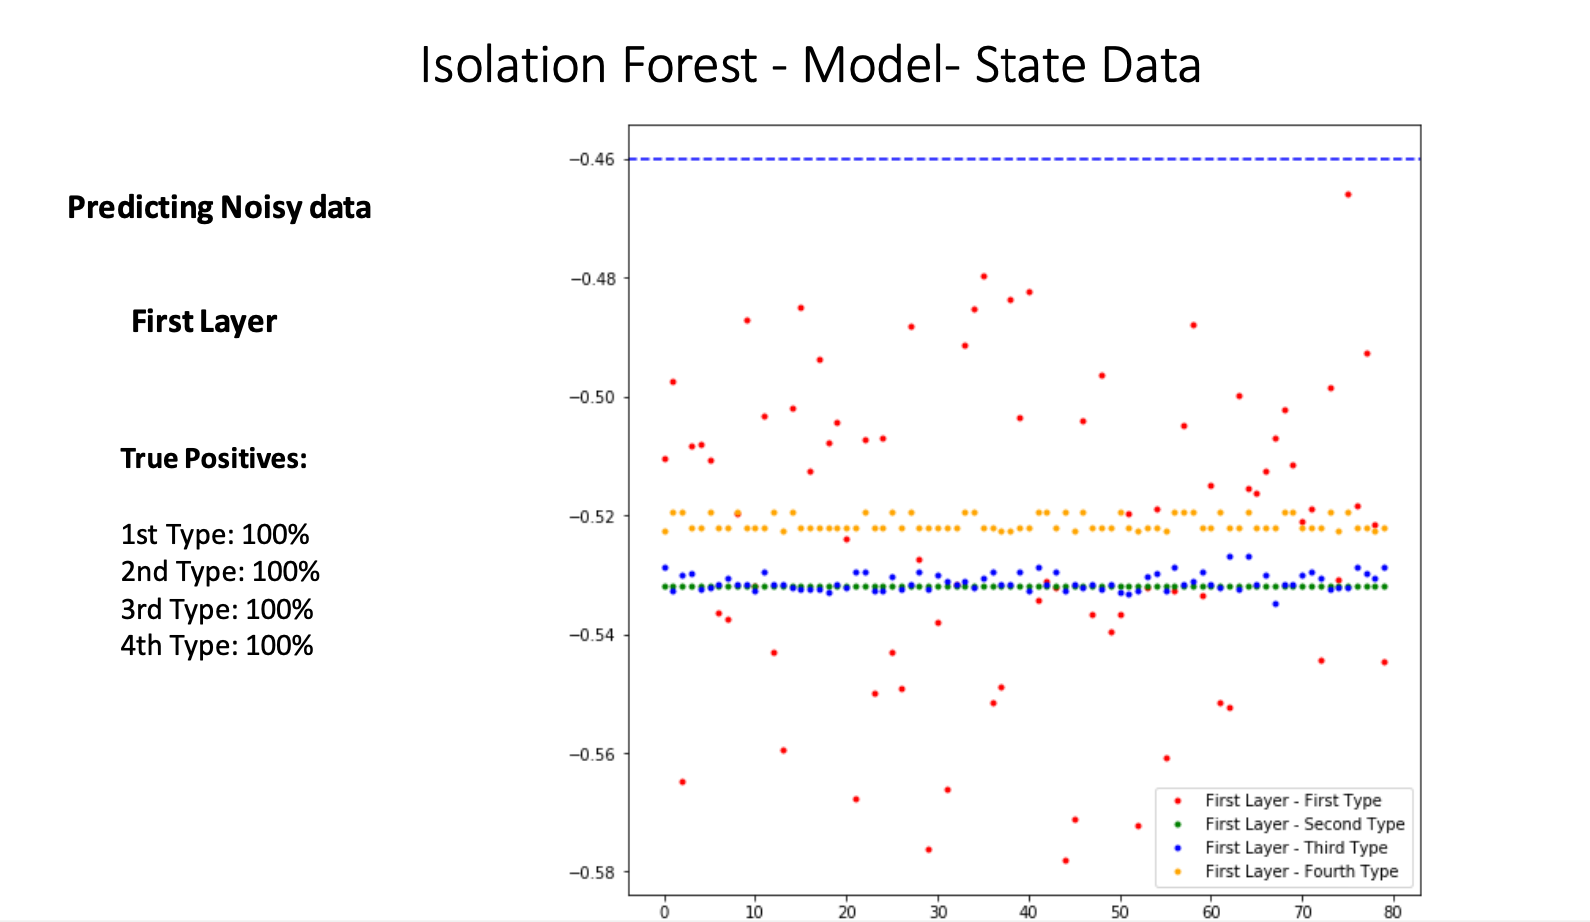 Isolation Forest - Model- State Data
Predicting Noisy data
First Layer
True Positives:
1st Type: 100%
2nd Type: 100%
3rd Type: 100%
4th Type: 100%
−0.46
−0.48
−0.50
−0.52
−0.54
−0.56
−0.58
0 10 20 30 40 50 60 70 80
First Layer - First Type
First Layer - Second Type
First Layer - Third Type
First Layer - Fourth Type